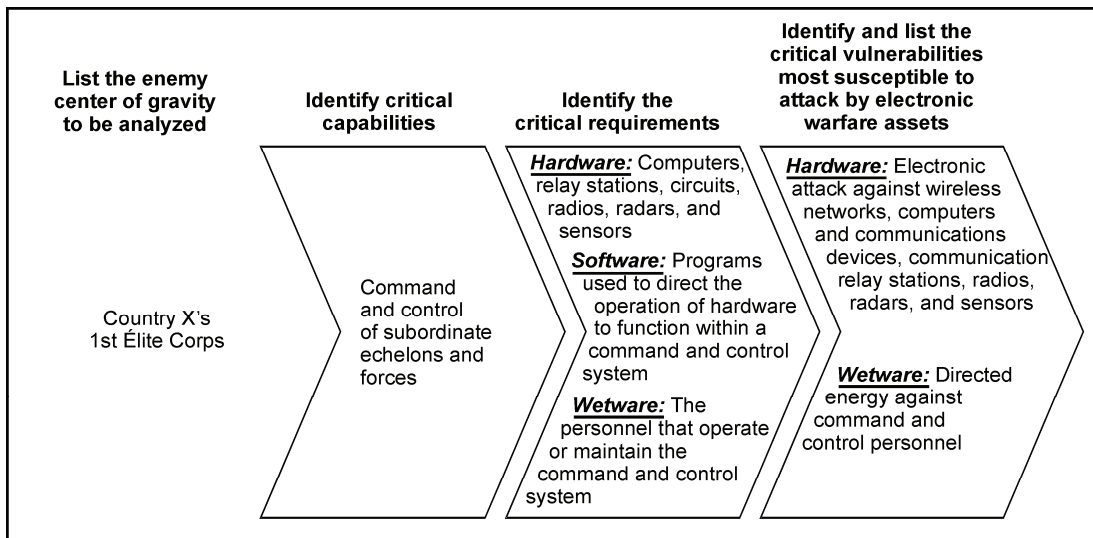 List the enemy
center of gravity
to be analyzed
Identify critical
capabilities
Identify the
critical requirements
Identify and list the
critical vulnerabilities
most susceptible to
attack by electronic
warfare assets
Country X's
1st Élite Corps
Command
and control
of subordinate
echelons and
forces
Hardware: Computers,
relay stations, circuits,
radios, radars, and
sensors
Software: Programs
used to direct the
operation of hardware
to function within a
command and control
system
Wetware: The
personnel that operate
or maintain the
command and control
system
Hardware: Electronic
attack against wireless
networks, computers
and communications
devices, communication
relay stations, radios,
radars, and sensors
Wetware: Directed
energy against
command and
control personnel